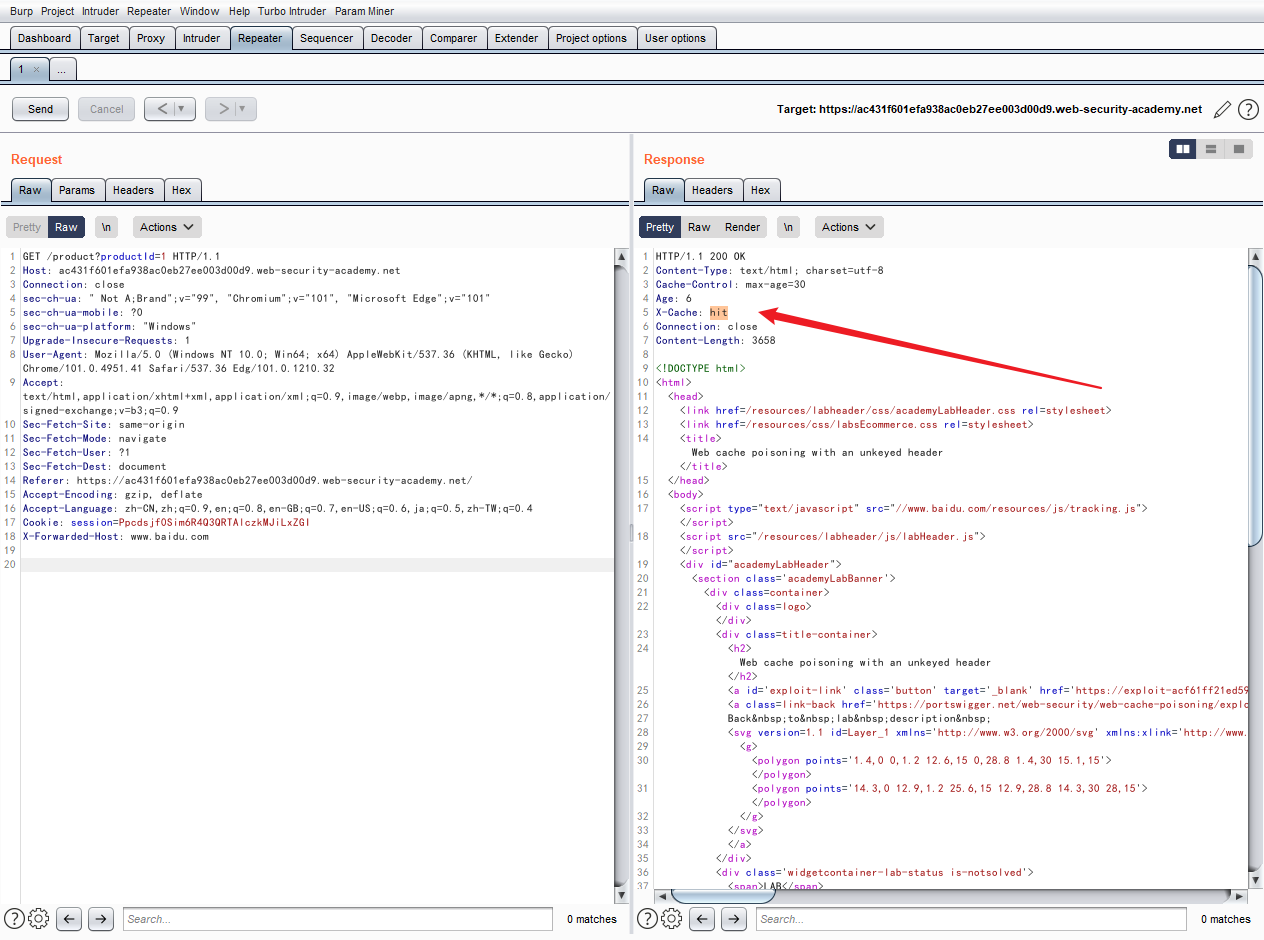 Burp Project Intruder Repeater Window Help Turbo Intruder Param Miner
Dashboard Target Proxy Intruder Repeater Sequencer Decoder Comparer Extender Project options User options
1 × ...
Send Cancel < ▼ > ▼ Target: https://ac431f601efa938ac0eb27ee003d00d9.web-security-academy.net ?
Request
Raw Params Headers Hex
Pretty Raw \n Actions
1 GET /product?productId=1 HTTP/1.1
2 Host: ac431f601efa938ac0eb27ee003d00d9.web-security-academy.net
3 Connection: close
4 sec-ch-ua: " Not A;Brand";v="99", "Chromium";v="101", "Microsoft Edge";v="101"
5 sec-ch-ua-mobile: ?0
6 sec-ch-ua-platform: "Windows"
7 Upgrade-Insecure-Requests: 1
8 User-Agent: Mozilla/5.0 (Windows NT 10.0; Win64; x64) AppleWebKit/537.36 (KHTML, like Gecko)
Chrome/101.0.4951.41 Safari/537.36 Edg/101.0.1210.32
9 Accept:
text/html,application/xhtml+xml,application/xml;q=0.9,image/webp,image/apng,*/*;q=0.8,application/
signed-exchange;v=b3;q=0.9
10 Sec-Fetch-Site: same-origin
11 Sec-Fetch-Mode: navigate
12 Sec-Fetch-User: ?1
13 Sec-Fetch-Dest: document
14 Referer: https://ac431f601efa938ac0eb27ee003d00d9.web-security-academy.net/
15 Accept-Encoding: gzip, deflate
16 Accept-Language: zh-CN,zh;q=0.9,en;q=0.8,en-GB;q=0.7,en-US;q=0.6,ja;q=0.5,zh-TW;q=0.4
17 Cookie: session=PpcdsjfOSim6R4Q3QRTAlczkMJiLxZGl
18 X-Forwarded-Host: www.baidu.com
19
20
? Search... 0 matches
Response
Raw Headers Hex
Pretty Raw Render \n Actions
1 HTTP/1.1 200 OK
2 Content-Type: text/html; charset=utf-8
3 Cache-Control: max-age=30
4 Age: 6
5 X-Cache: hit
6 Connection: close
7 Content-Length: 3658
8
9 <!DOCTYPE html>
10 <html>
11 <head>
12 <link href=/resources/labheader/css/academyLabHeader.css rel=stylesheet>
13 <link href=/resources/css/labsEcommerce.css rel=stylesheet>
14 <title>
Web cache poisoning with an unkeyed header
</title>
15 </head>
16 <body>
17 <script type="text/javascript" src="//www.baidu.com/resources/js/tracking.js">
</script>
18 <script src="/resources/labheader/js/labHeader.js">
</script>
19 <div id="academyLabHeader">
20 <section class='academyLabBanner'>
21 <div class=container>
22 <div class=logo>
</div>
23 <div class=title-container>
24 <h2>
Web cache poisoning with an unkeyed header
</h2>
25 <a id='exploit-link' class='button' target='_blank' href='https://exploit-acf61ff21ed59
26 <a class=link-back href='https://portswigger.net/web-security/web-cache-poisoning/explo
27 Back&nbsp;to&nbsp;lab&nbsp;description&nbsp;
28 <svg version=1.1 id=Layer_1 xmlns='http://www.w3.org/2000/svg' xmlns:xlink='http://www.
29 <g>
30 <polygon points='1.4,0 0,1.2 12.6,15 0,28.8 1.4,30 15.1,15'>
</polygon>
31 <polygon points='14.3,0 12.9,1.2 25.6,15 12.9,28.8 14.3,30 28,15'>
</polygon>
32 </g>
33 </svg>
34 </a>
35 </div>
36 <div class='widgetcontainer-lab-status is-notsolved'>
37 <span>LAB</span>
? Search... 0 matches